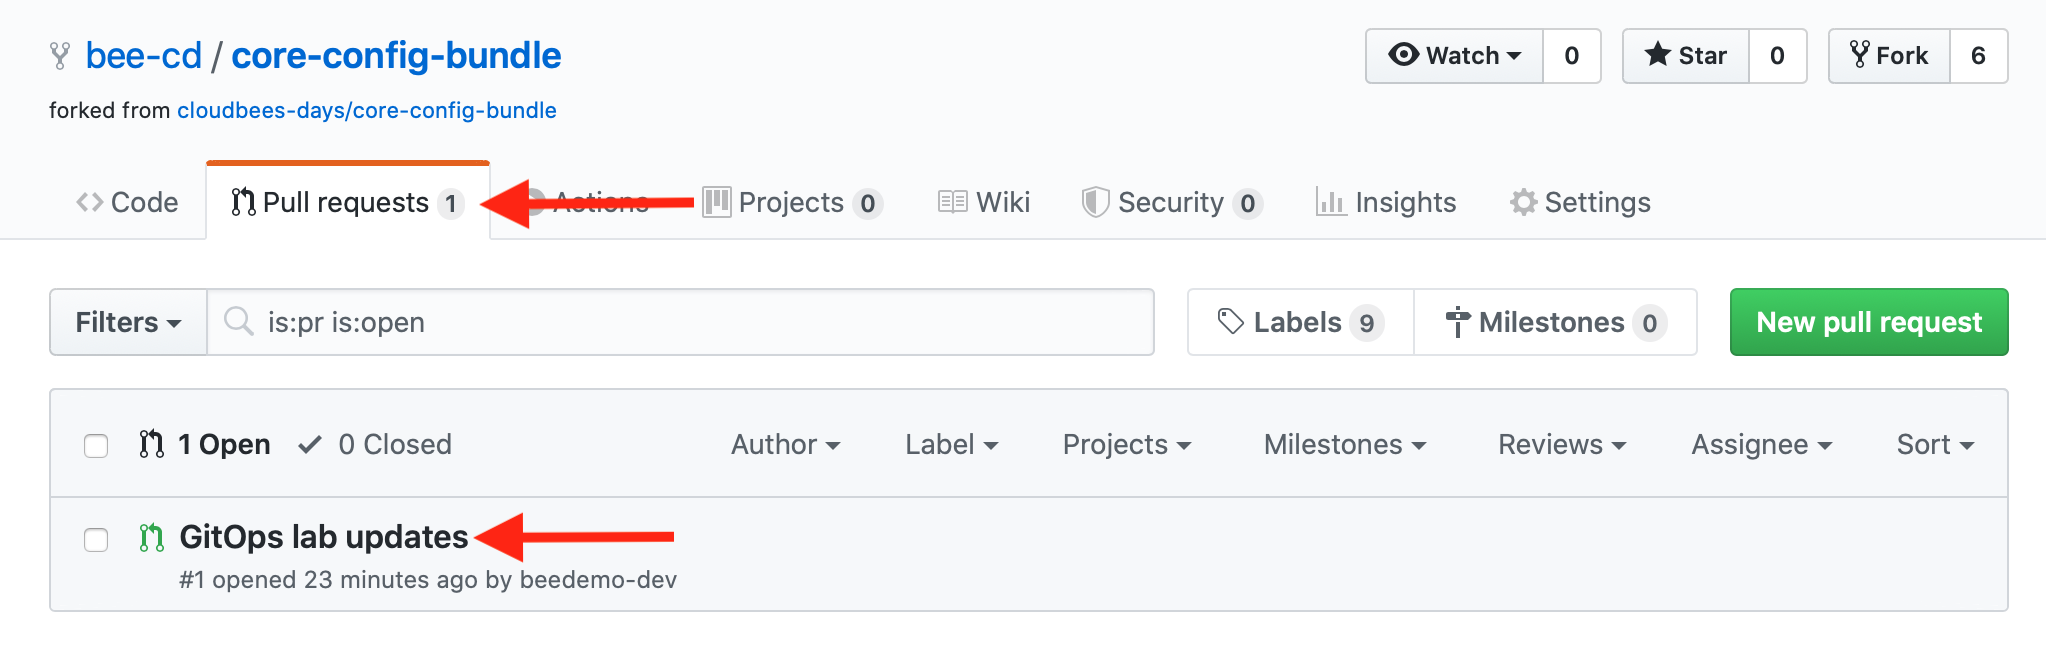 bee-cd / core-config-bundle
Watch 0 Star 0 Fork 6
forked from cloudbees-days/core-config-bundle
Code Pull requests 1 Actions Projects 0 Wiki Security 0 Insights Settings
Filters is:pr is:open Labels 9 Milestones 0 New pull request
1 Open 0 Closed Author Label Projects Milestones Reviews Assignee Sort
GitOps lab updates
#1 opened 23 minutes ago by beedemo-dev